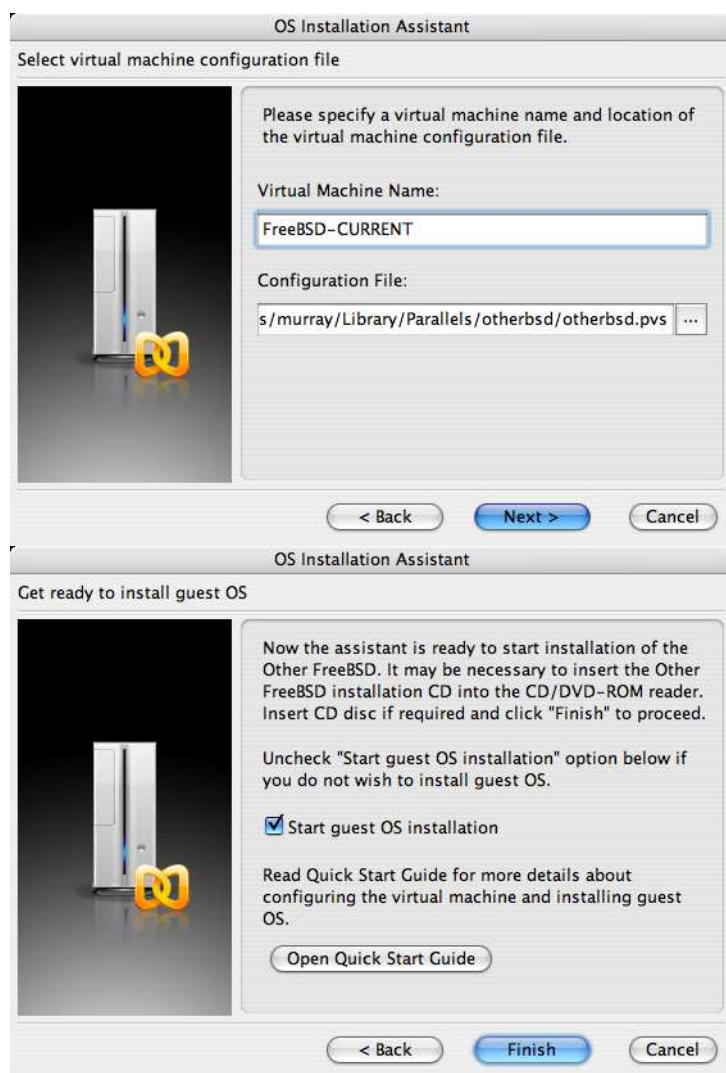 OS Installation Assistant
Select virtual machine configuration file
Please specify a virtual machine name and location of
the virtual machine configuration file.
Virtual Machine Name:
FreeBSD-CURRENT
Configuration File:
s/murray/Library/Parallels/otherbsd/otherbsd.pvs ...
< Back Next > Cancel
OS Installation Assistant
Get ready to install guest OS
Now the assistant is ready to start installation of the
Other FreeBSD. It may be necessary to insert the Other
FreeBSD installation CD into the CD/DVD-ROM reader.
Insert CD disc if required and click "Finish" to proceed.
Uncheck "Start guest OS installation" option below if
you do not wish to install guest OS.
Start guest OS installation
Read Quick Start Guide for more details about
configuring the virtual machine and installing guest
OS.
Open Quick Start Guide
< Back Finish Cancel